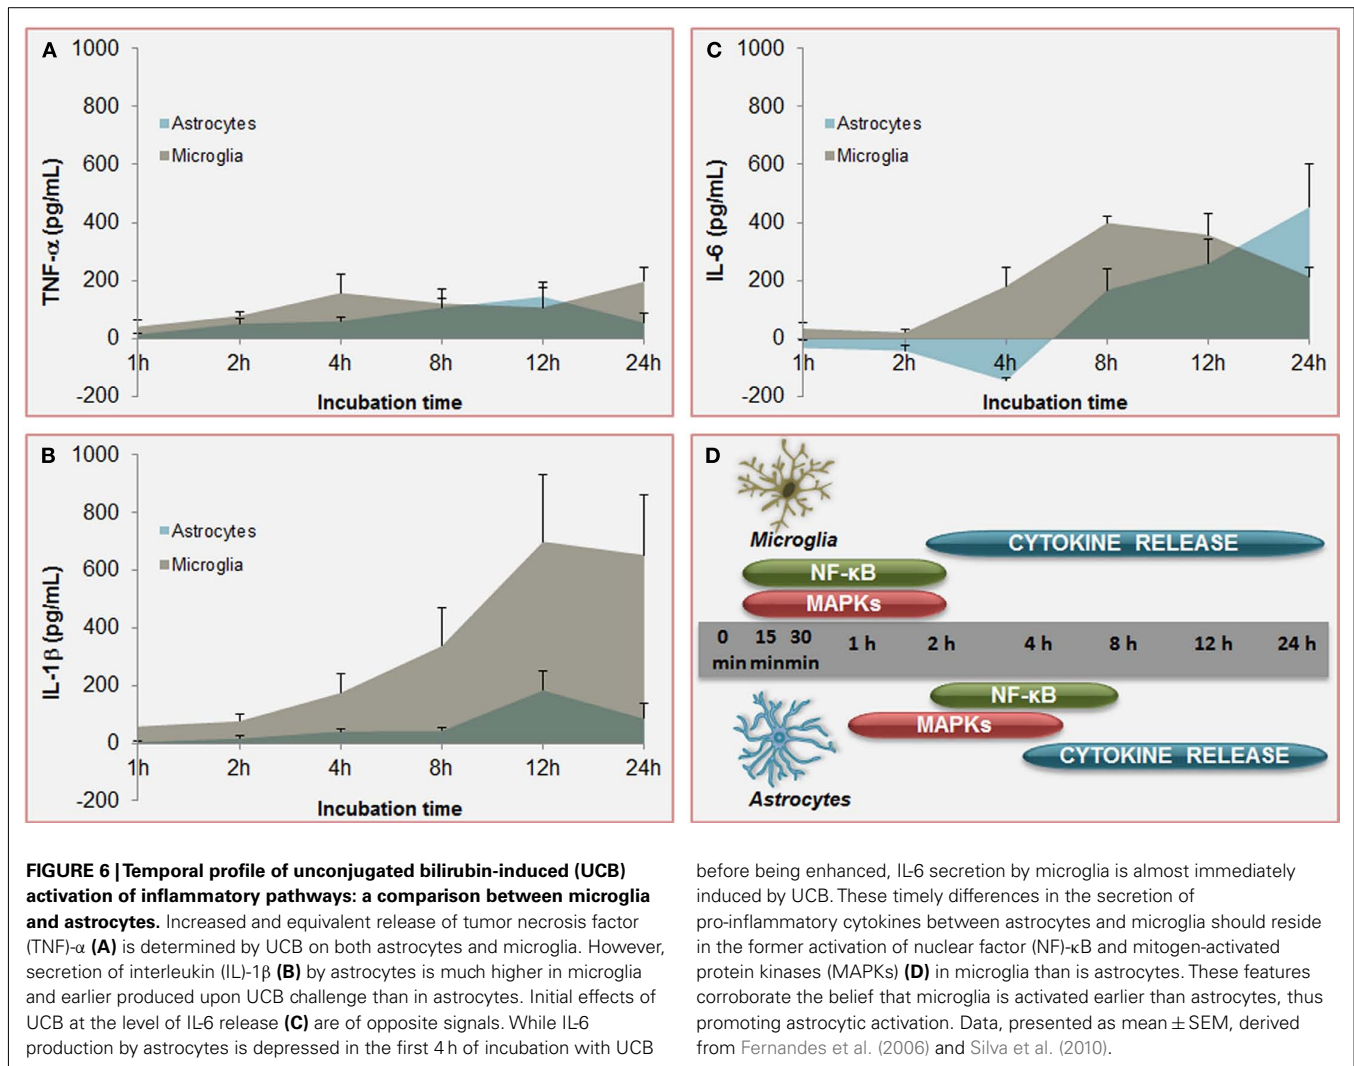 A
1000
800
600
400
200
0
-200
TNF-α (pg/mL)
Astrocytes
Microglia
1h 2h 4h 8h 12h 24h
Incubation time
C
1000
800
600
400
200
0
-200
IL-6 (pg/mL)
Astrocytes
Microglia
1h 2h 4h 8h 12h 24h
Incubation time
B
1000
800
600
400
200
0
-200
IL-1β (pg/mL)
Astrocytes
Microglia
1h 2h 4h 8h 12h 24h
Incubation time
D
Microglia
CYTOKINE RELEASE
NF-κB
MAPKs
0 15 30 1 h 2 h 4 h 8 h 12 h 24 h
min min min
NF-κB
MAPKs
CYTOKINE RELEASE
Astrocytes
FIGURE 6 | Temporal profile of unconjugated bilirubin-induced (UCB)
activation of inflammatory pathways: a comparison between microglia
and astrocytes. Increased and equivalent release of tumor necrosis factor
(TNF)-α (A) is determined by UCB on both astrocytes and microglia. However,
secretion of interleukin (IL)-1β (B) by astrocytes is much higher in microglia
and earlier produced upon UCB challenge than in astrocytes. Initial effects of
UCB at the level of IL-6 release (C) are of opposite signals. While IL-6
production by astrocytes is depressed in the first 4 h of incubation with UCB
before being enhanced, IL-6 secretion by microglia is almost immediately
induced by UCB. These timely differences in the secretion of
pro-inflammatory cytokines between astrocytes and microglia should reside
in the former activation of nuclear factor (NF)-κB and mitogen-activated
protein kinases (MAPKs) (D) in microglia than is astrocytes. These features
corroborate the belief that microglia is activated earlier than astrocytes, thus
promoting astrocytic activation. Data, presented as mean ± SEM, derived
from Fernandes et al. (2006) and Silva et al. (2010).